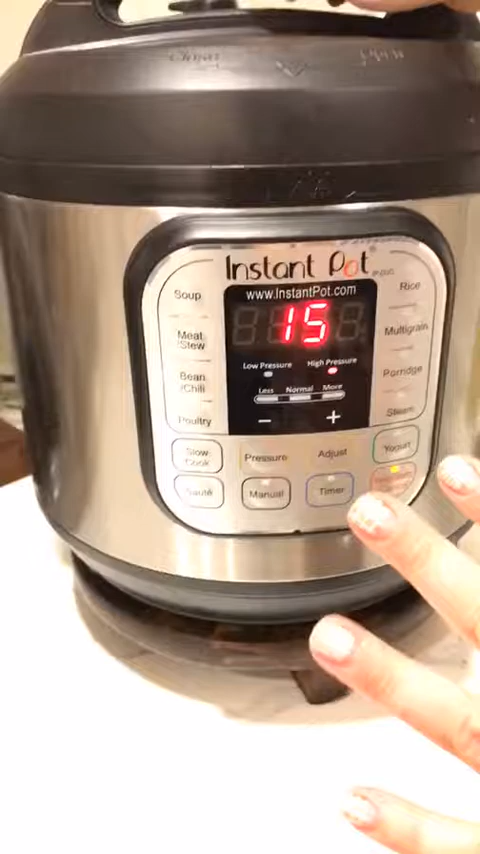 Instant Pot®
www.InstantPot.com
15
Low Pressure
High Pressure
Less Normal More
− +
Soup
Meat
/Stew
Bean
/Chili
Poultry
Slow
Cook
Sauté
Pressure
Manual
Adjust
Timer
Rice
Multigrain
Porridge
Steam
Yogurt